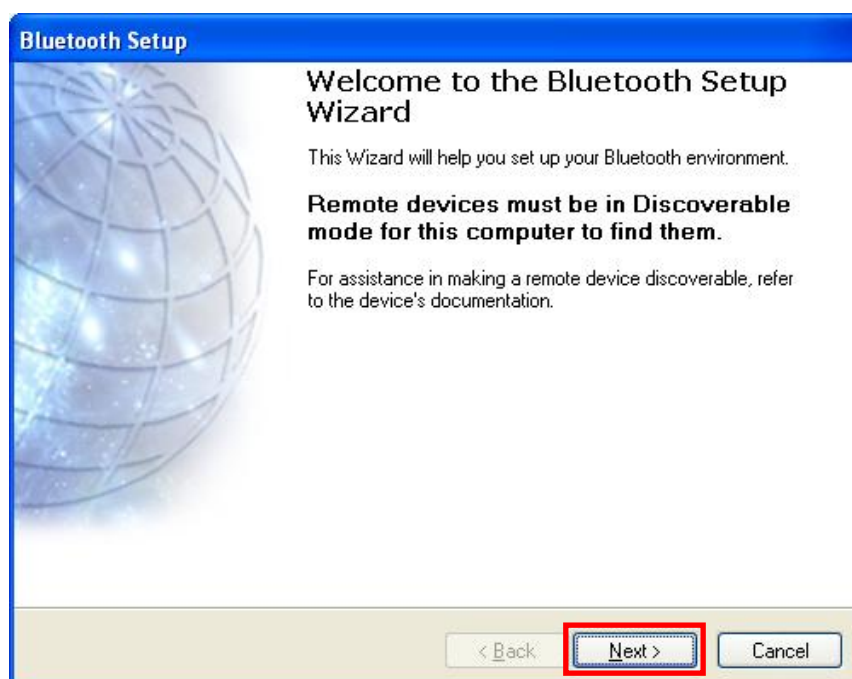 Bluetooth Setup
Welcome to the Bluetooth Setup
Wizard
This Wizard will help you set up your Bluetooth environment.
Remote devices must be in Discoverable
mode for this computer to find them.
For assistance in making a remote device discoverable, refer
to the device's documentation.
< Back Next > Cancel